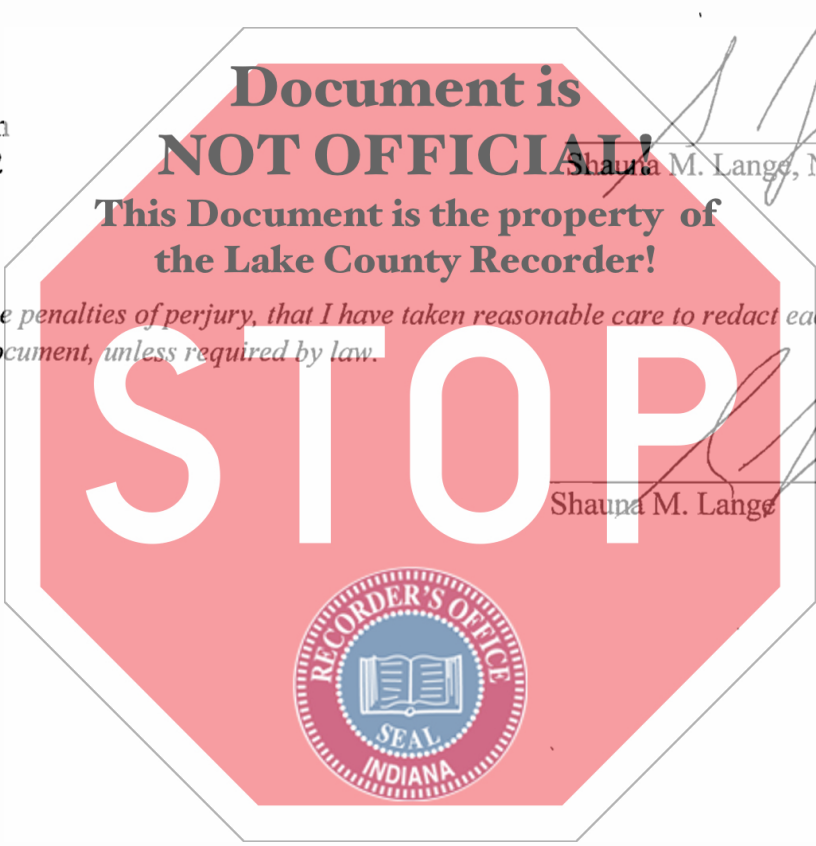 Document is
NOT OFFICIAL!
Shauna M. Lange,
This Document is the property of
the Lake County Recorder!
penalties of perjury, that I have taken reasonable care to redact
unless required by law.
STOP
Shauna M. Lange
RECORDER'S OFFICE
SEAL
INDIANA